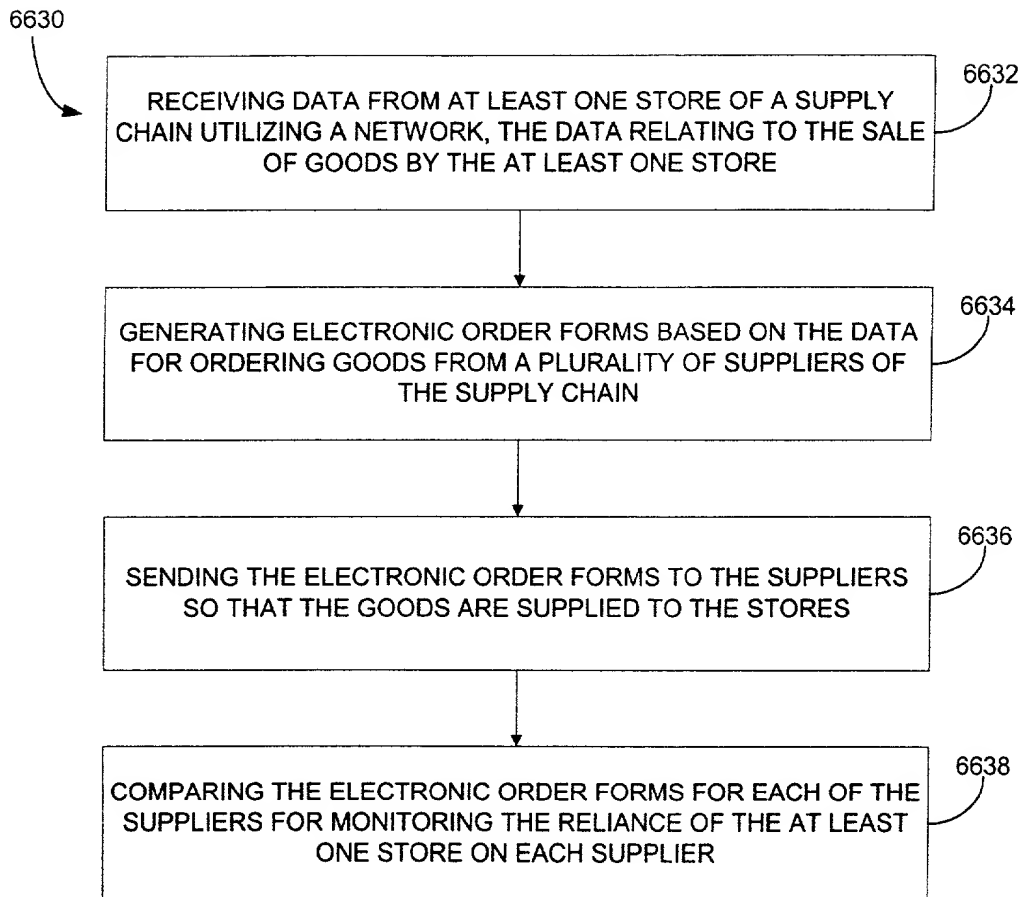 6630
6632
RECEIVING DATA FROM AT LEAST ONE STORE OF A SUPPLY
CHAIN UTILIZING A NETWORK, THE DATA RELATING TO THE SALE
OF GOODS BY THE AT LEAST ONE STORE
6634
GENERATING ELECTRONIC ORDER FORMS BASED ON THE DATA
FOR ORDERING GOODS FROM A PLURALITY OF SUPPLIERS OF
THE SUPPLY CHAIN
6636
SENDING THE ELECTRONIC ORDER FORMS TO THE SUPPLIERS
SO THAT THE GOODS ARE SUPPLIED TO THE STORES
6638
COMPARING THE ELECTRONIC ORDER FORMS FOR EACH OF THE
SUPPLIERS FOR MONITORING THE RELIANCE OF THE AT LEAST
ONE STORE ON EACH SUPPLIER